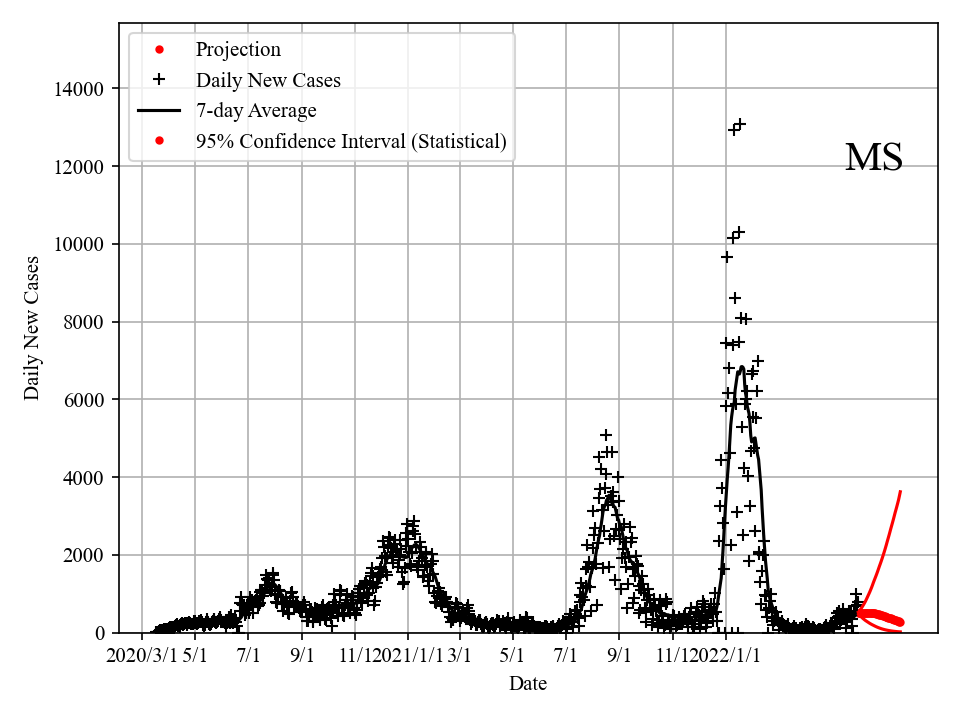 Projection
Daily New Cases
7-day Average
95% Confidence Interval (Statistical)
MS
Daily New Cases
14000
12000
10000
8000
6000
4000
2000
0
2020/3/1 5/1 7/1 9/1 11/1 2021/1/1 3/1 5/1 7/1 9/1 11/1 2022/1/1
Date